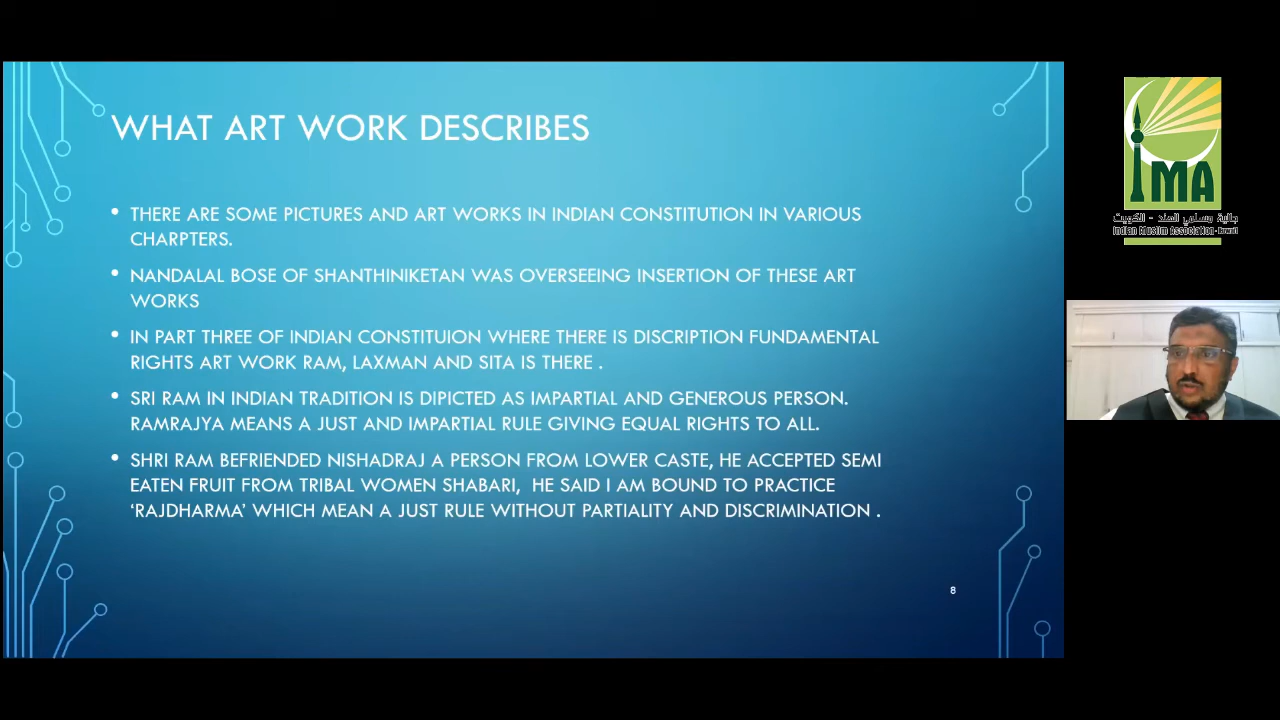 WHAT ART WORK DESCRIBES
• THERE ARE SOME PICTURES AND ART WORKS IN INDIAN CONSTITUTION IN VARIOUS
CHARPTERS.
• NANDALAL BOSE OF SHANTHINIKETAN WAS OVERSEEING INSERTION OF THESE ART
WORKS
• IN PART THREE OF INDIAN CONSTITUION WHERE THERE IS DISCRIPTION FUNDAMENTAL
RIGHTS ART WORK RAM, LAXMAN AND SITA IS THERE .
• SRI RAM IN INDIAN TRADITION IS DIPICTED AS IMPARTIAL AND GENEROUS PERSON.
RAMRAJYA MEANS A JUST AND IMPARTIAL RULE GIVING EQUAL RIGHTS TO ALL.
• SHRI RAM BEFRIENDED NISHADRAJ A PERSON FROM LOWER CASTE, HE ACCEPTED SEMI
EATEN FRUIT FROM TRIBAL WOMEN SHABARI,  HE SAID I AM BOUND TO PRACTICE
‘RAJDHARMA’ WHICH MEAN A JUST RULE WITHOUT PARTIALITY AND DISCRIMINATION .
8
IMA
جالية مسلمي الهند - الكويت
Indian Muslim Association - Kuwait